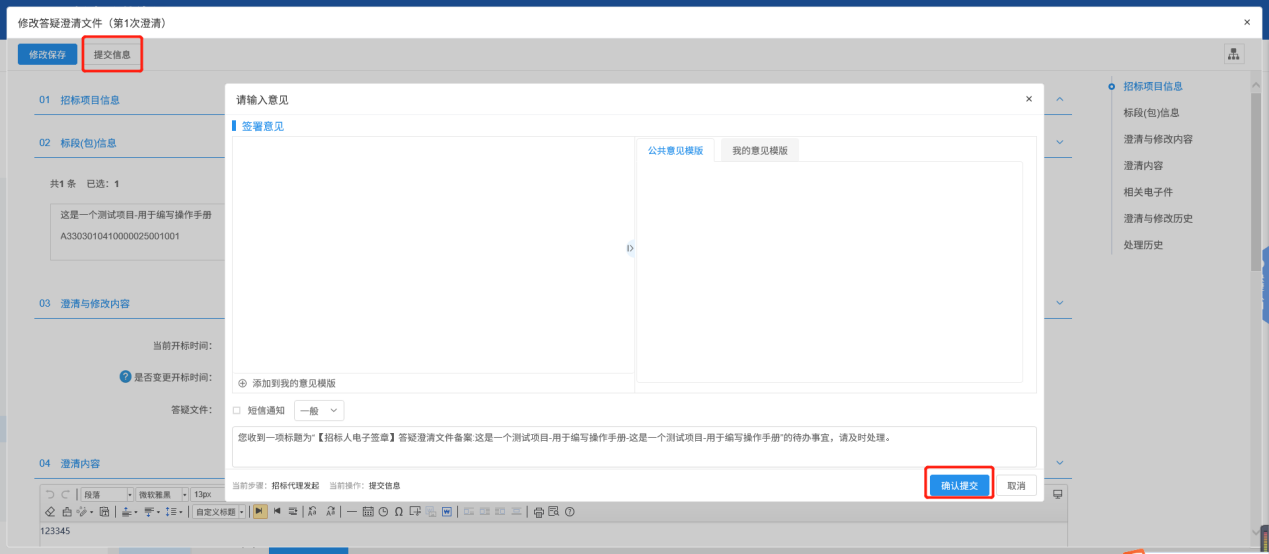 修改答疑澄清文件（第1次澄清）
×
修改保存
提交信息
01 招标项目信息
02 标段(包)信息
共1 条 已选：1
这是一个测试项目-用于编写操作手册
A3303010410000025001001
03 澄清与修改内容
当前开标时间：
? 是否变更开标时间：
答疑文件：
04 澄清内容
段落 微软雅黑 13px
自定义标题
123345
请输入意见
×
签署意见
公共意见模版
我的意见模版
添加到我的意见模版
短信通知 一般
您收到一项标题为“【招标人电子签章】答疑澄清文件备案:这是一个测试项目-用于编写操作手册-这是一个测试项目-用于编写操作手册”的待办事宜，请及时处理。
当前步骤：招标代理发起 当前操作：提交信息
确认提交
取消
招标项目信息
标段(包)信息
澄清与修改内容
澄清内容
相关电子件
澄清与修改历史
处理历史